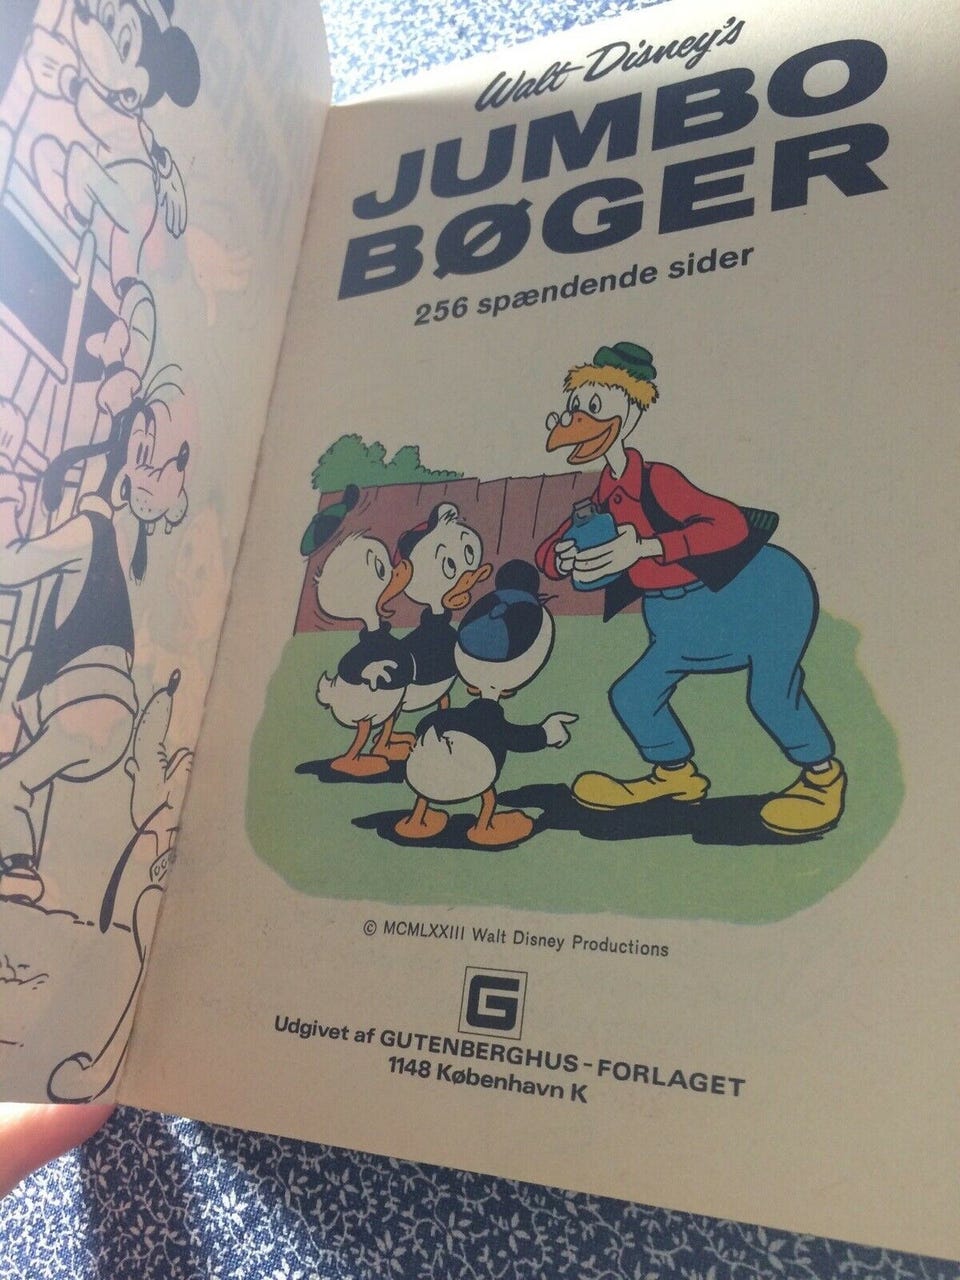 Walt Disney's
JUMBO
BØGER
256 spændende sider
© MCMLXXIII Walt Disney Productions
G
Udgivet af GUTENBERGHUS-FORLAGET
1148 København K